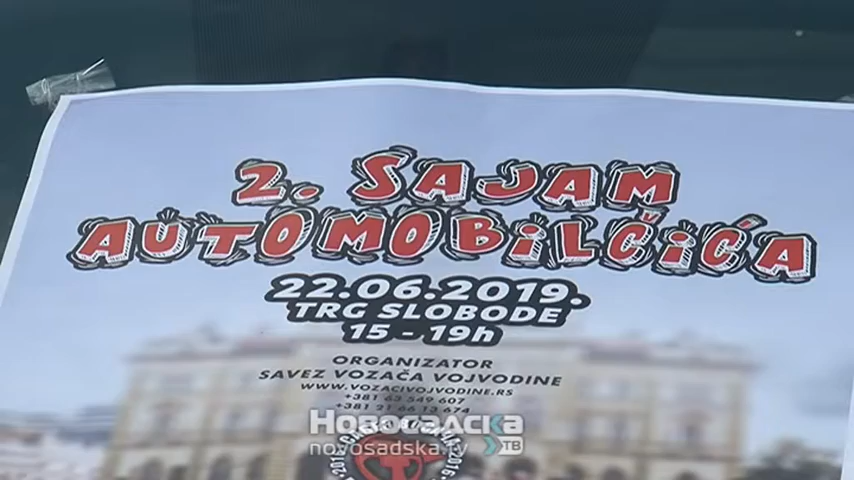 2. SAJAM
AUTOMOBILČIĆA
22.06.2019.
TRG SLOBODE
15 - 19h
ORGANIZATOR
SAVEZ VOZAČA VOJVODINE
WWW.VOZACIVOJVODINE.RS
+381 63 549 607
+381 21 66 13 674
НОВОСАДСКА
novosadska.tv ТВ